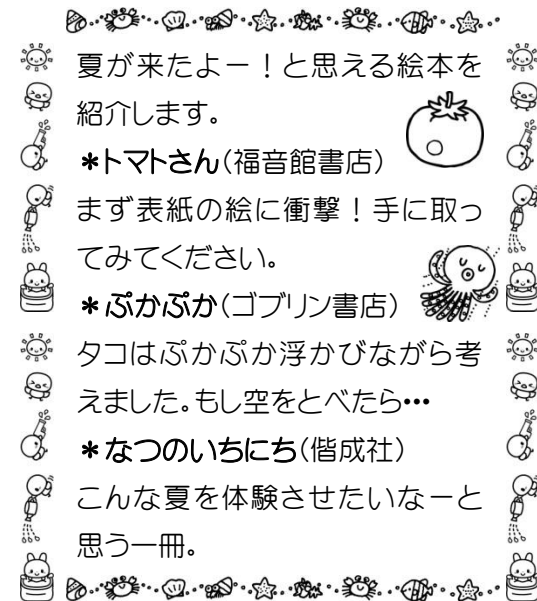 夏が来たよー！と思える絵本を
紹介します。
＊トマトさん(福音館書店)
まず表紙の絵に衝撃！手に取っ
てみてください。
＊ぷかぷか(ゴブリン書店)
タコはぷかぷか浮かびながら考
えました。もし空をとべたら・・・
＊なつのいちにち(偕成社)
こんな夏を体験させたいなーと
思う一冊。